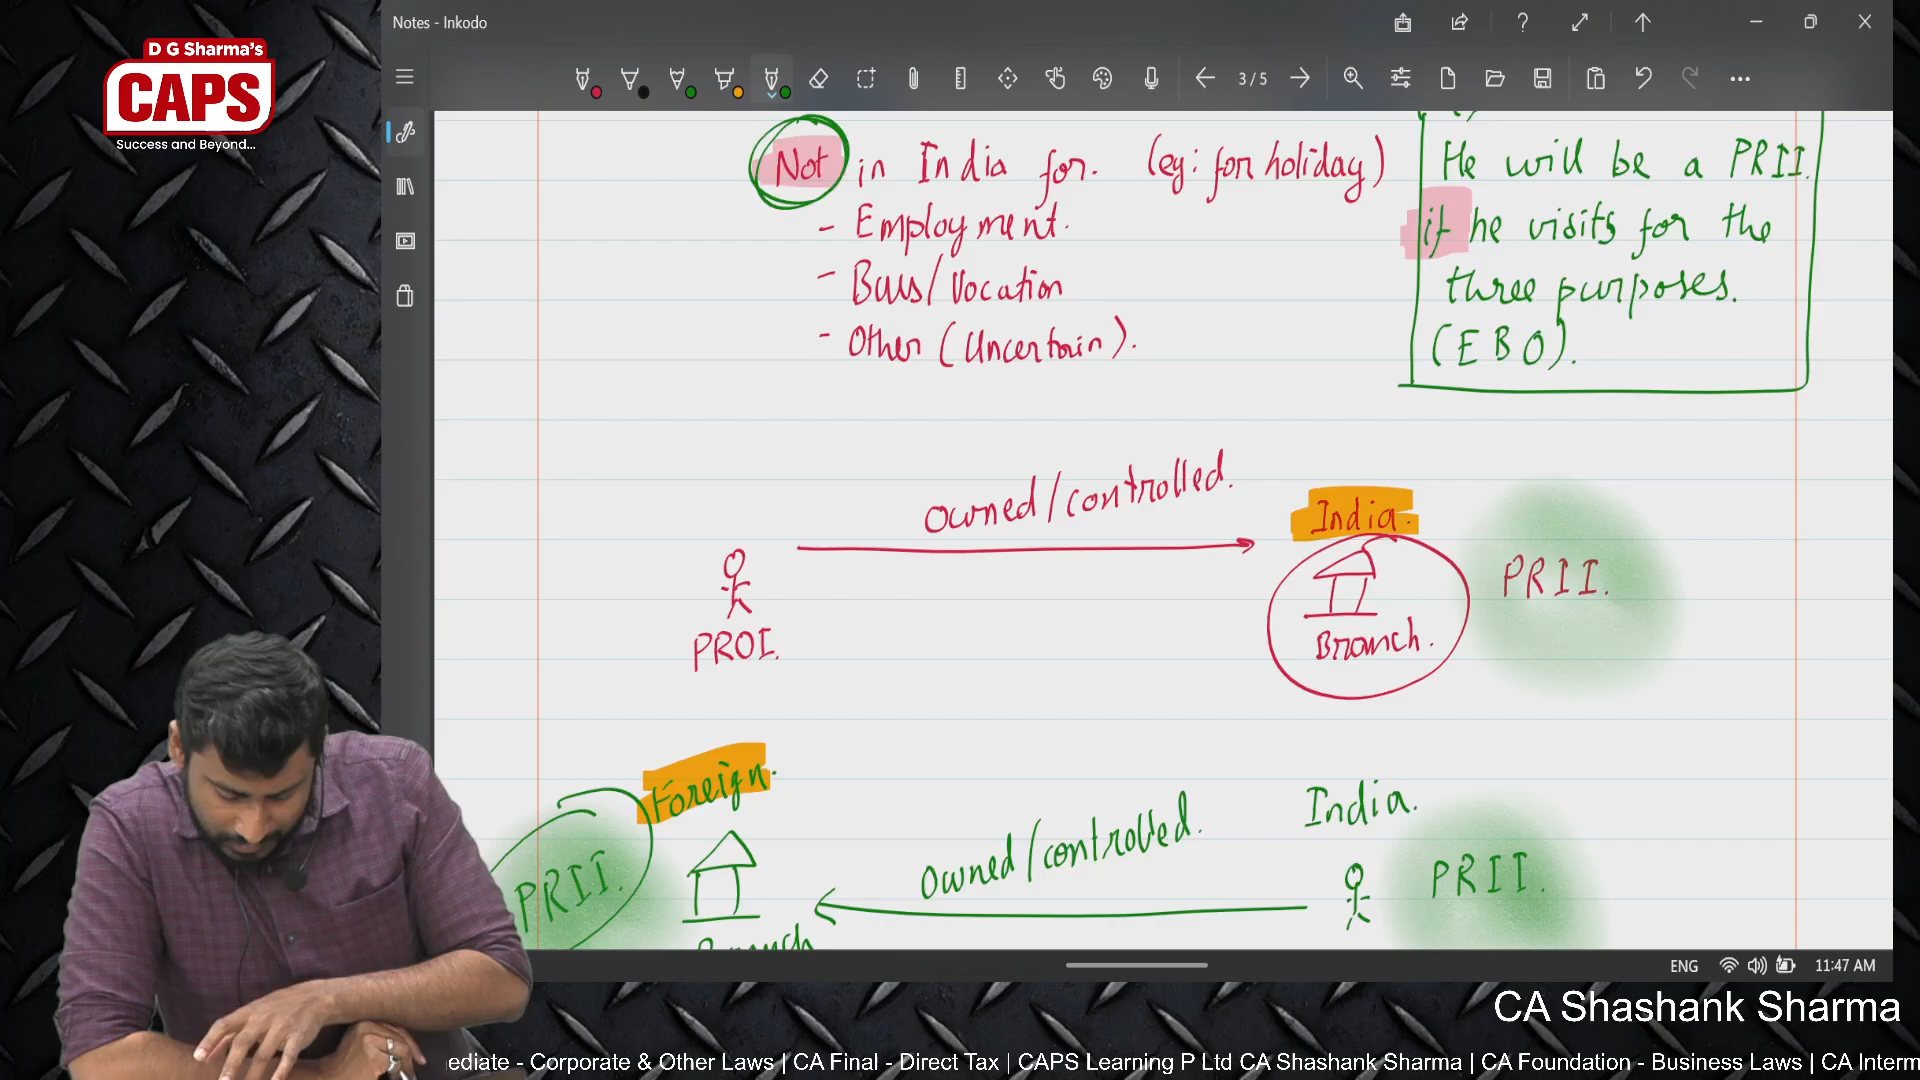 Notes - Inkodo
D G Sharma's
CAPS
Success and Beyond...
3 / 5
Not in India for. (eg: for holiday)
- Employment.
- Buss/Vocation
- Other (Uncertain).
He will be a PRII.
if he visits for the
three purposes.
(E B O).
Owned/controlled.
India.
PROI.
Branch.
PRII.
Foreign.
PRII.
Branch
Owned/controlled.
India.
PRII.
ENG
11:47 AM
CA Shashank Sharma
ediate - Corporate & Other Laws | CA Final - Direct Tax | CAPS Learning P Ltd CA Shashank Sharma | CA Foundation - Business Laws | CA Interm